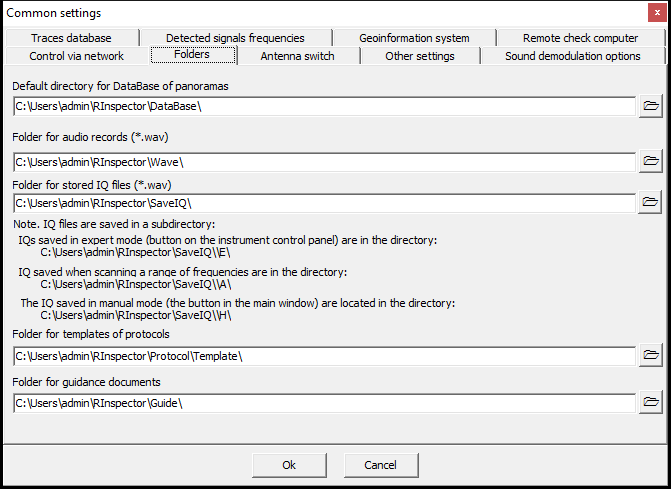 Common settings
Traces database
Detected signals frequencies
Geoinformation system
Remote check computer
Control via network
Folders
Antenna switch
Other settings
Sound demodulation options
Default directory for DataBase of panoramas
C:\Users\admin\RInspector\DataBase\
Folder for audio records (*.wav)
C:\Users\admin\RInspector\Wave\
Folder for stored IQ files (*.wav)
C:\Users\admin\RInspector\SaveIQ\
Note. IQ files are saved in a subdirectory:
IQs saved in expert mode (button on the instrument control panel) are in the directory:
C:\Users\admin\RInspector\SaveIQ\\E\
IQ saved when scanning a range of frequencies are in the directory:
C:\Users\admin\RInspector\SaveIQ\\A\
The IQ saved in manual mode (the button in the main window) are located in the directory:
C:\Users\admin\RInspector\SaveIQ\\H\
Folder for templates of protocols
C:\Users\admin\RInspector\Protocol\Template\
Folder for guidance documents
C:\Users\admin\RInspector\Guide\
Ok
Cancel